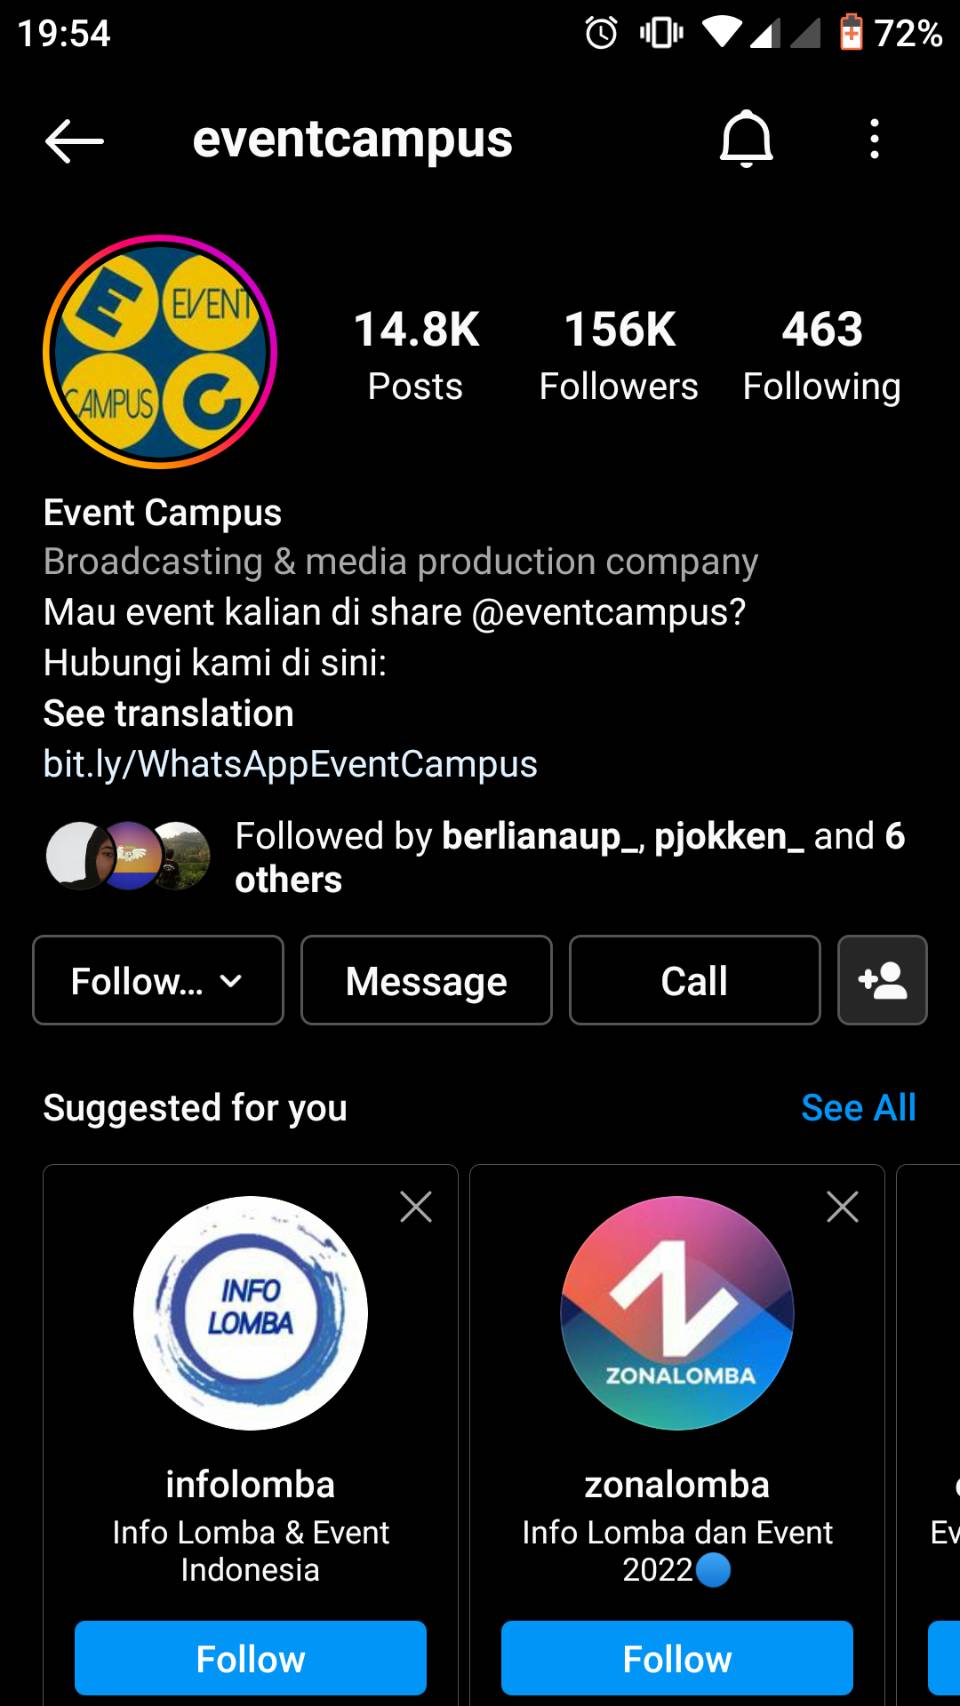 19:54
72%
eventcampus
E
EVENT
CAMPUS
C
14.8K 156K 463
Posts Followers Following
Event Campus
Broadcasting & media production company
Mau event kalian di share @eventcampus?
Hubungi kami di sini:
See translation
bit.ly/WhatsAppEventCampus
Followed by berlianaup_, pjokken_ and 6
others
Follow...
Message
Call
Suggested for you
See All
INFO
LOMBA
infolomba
Info Lomba & Event
Indonesia
Follow
ZONALOMBA
zonalomba
Info Lomba dan Event
2022
Follow